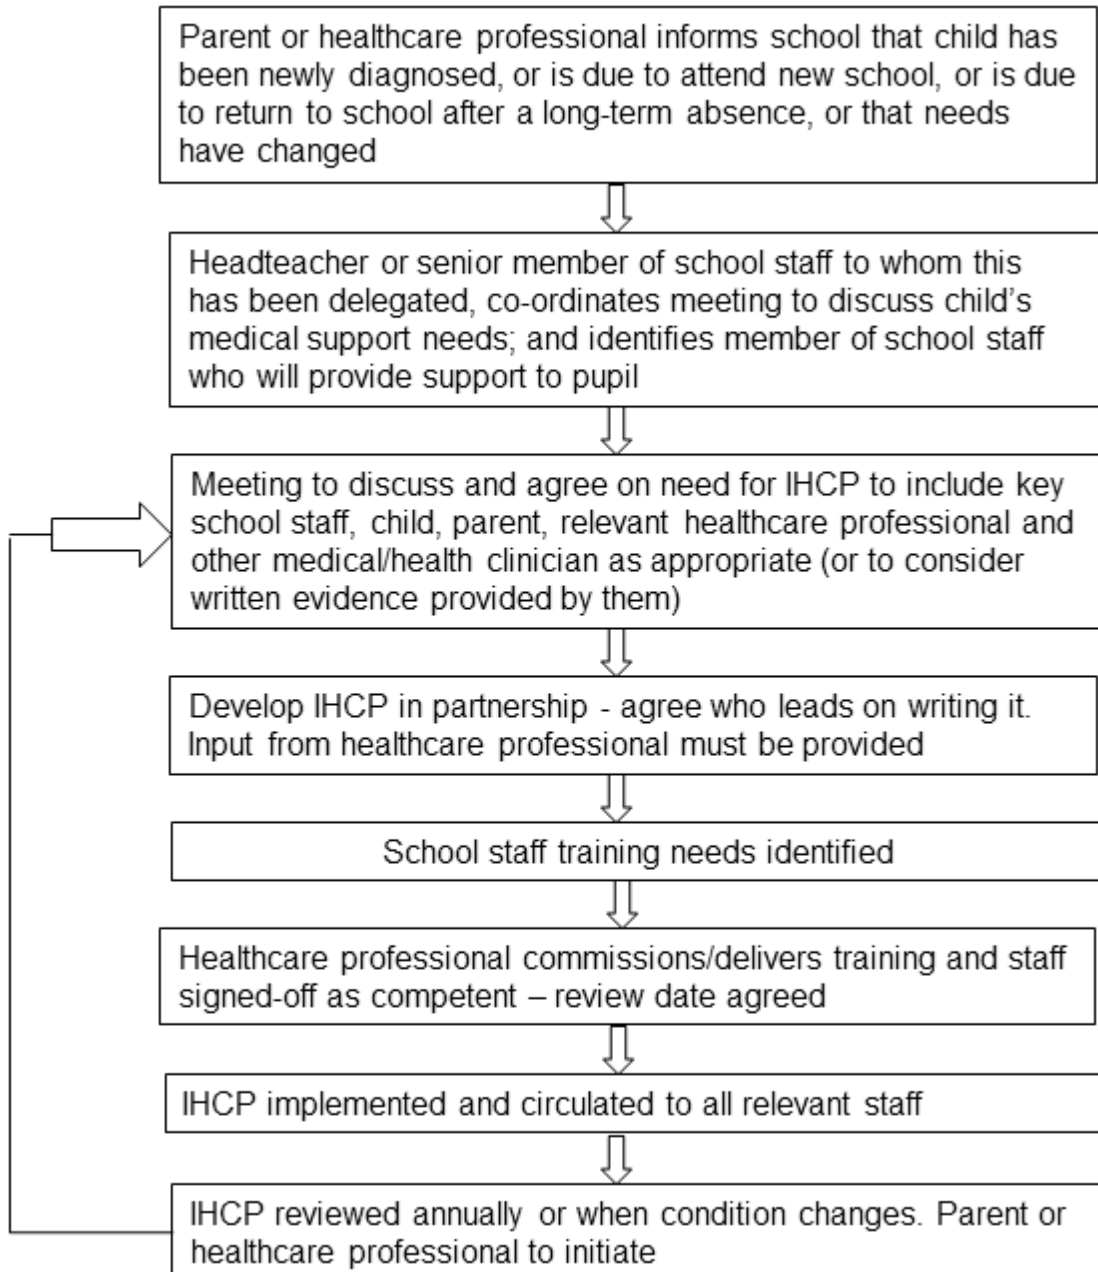 Parent or healthcare professional informs school that child has
been newly diagnosed, or is due to attend new school, or is due
to return to school after a long-term absence, or that needs
have changed
Headteacher or senior member of school staff to whom this
has been delegated, co-ordinates meeting to discuss child's
medical support needs; and identifies member of school staff
who will provide support to pupil
Meeting to discuss and agree on need for IHCP to include key
school staff, child, parent, relevant healthcare professional and
other medical/health clinician as appropriate (or to consider
written evidence provided by them)
Develop IHCP in partnership - agree who leads on writing it.
Input from healthcare professional must be provided
School staff training needs identified
Healthcare professional commissions/delivers training and staff
signed-off as competent – review date agreed
IHCP implemented and circulated to all relevant staff
IHCP reviewed annually or when condition changes. Parent or
healthcare professional to initiate